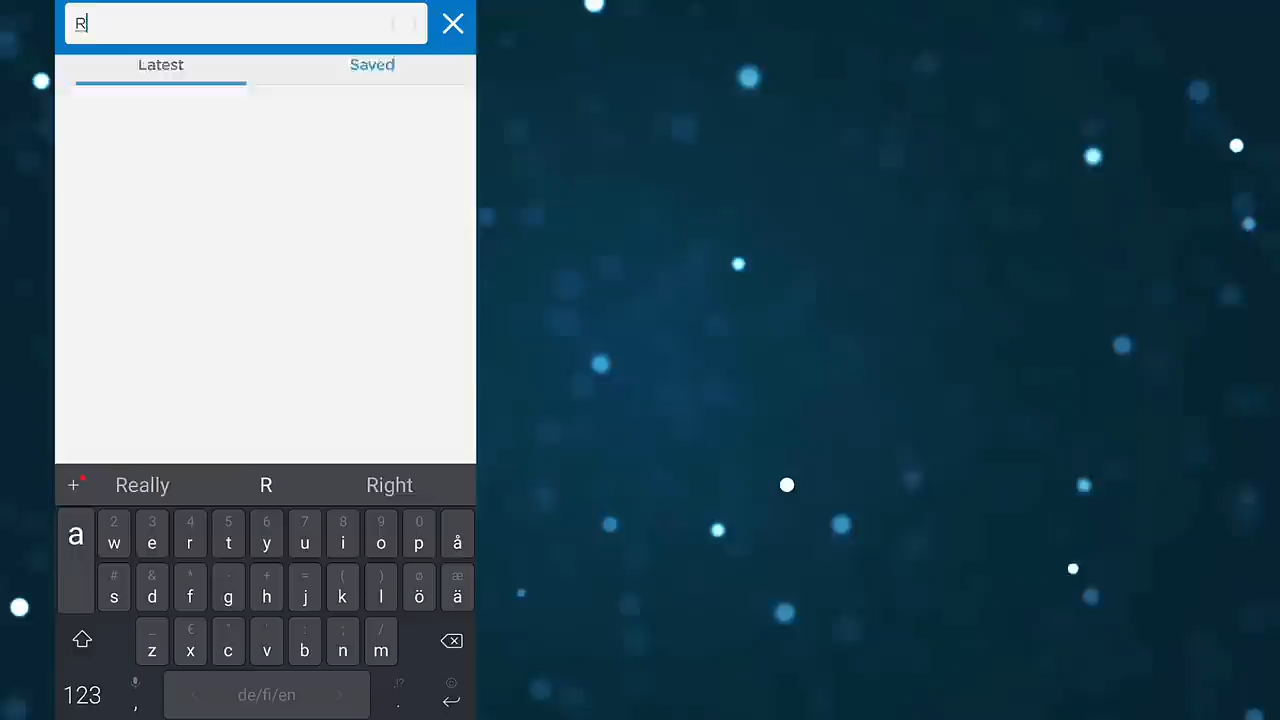 R
Latest Saved
+ Really R Right
2 3 4 5 6 7 8 9 0
a w e r t y u i o p å
# & * - + = ( ) ø æ
s d f g h j k l ö ä
_ € " ' : ; /
z x c v b n m
123 , de/fi/en .
,!?